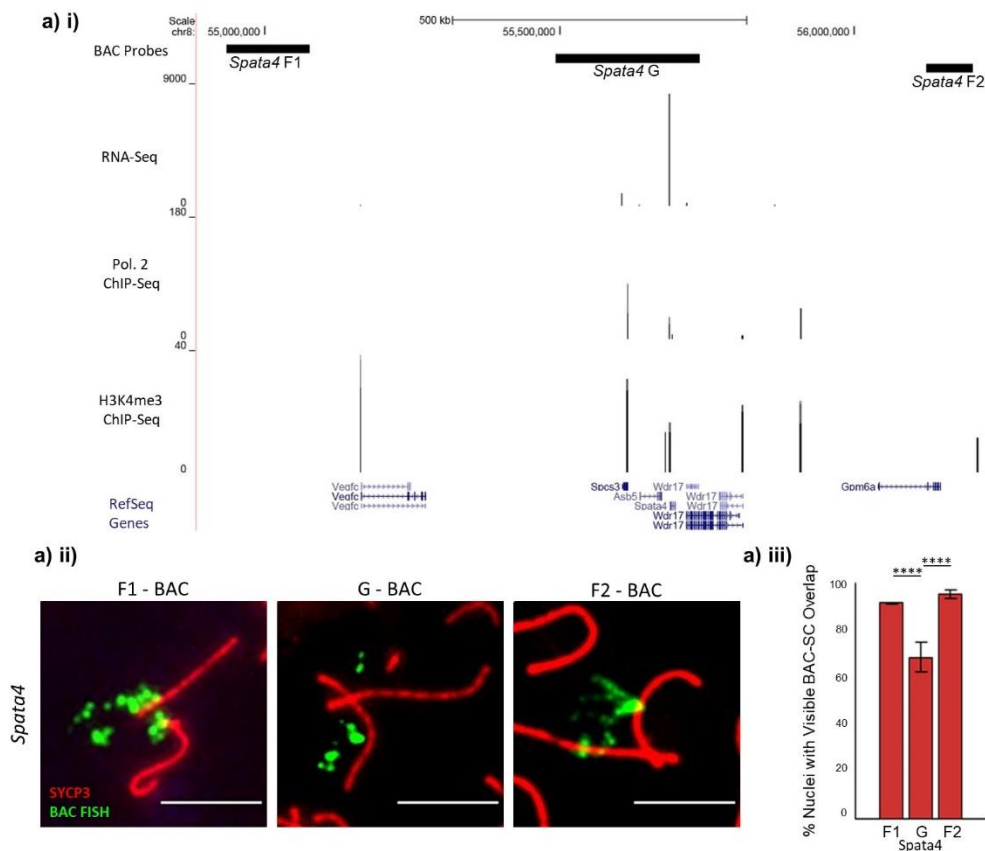 a) i)
Scale
500 kb
chr8:
55,000,000
55,500,000
56,000,000
BAC Probes
Spata4 F1
Spata4 G
Spata4 F2
9000
RNA-Seq
0
180
Pol. 2
ChIP-Seq
0
40
H3K4me3
ChIP-Seq
0
RefSeq
Genes
Vegfc
Vegfc
Vegfc
Spcs3
Asb5
Spata4
Wdr17
Wdr17
Wdr17
Wdr17
Wdr17
Gpm6a
a) ii)
F1 - BAC
G - BAC
F2 - BAC
Spata4
SYCP3
BAC FISH
a) iii)
% Nuclei with Visible BAC-SC Overlap
100
80
60
40
20
0
****
****
F1
G
F2
Spata4